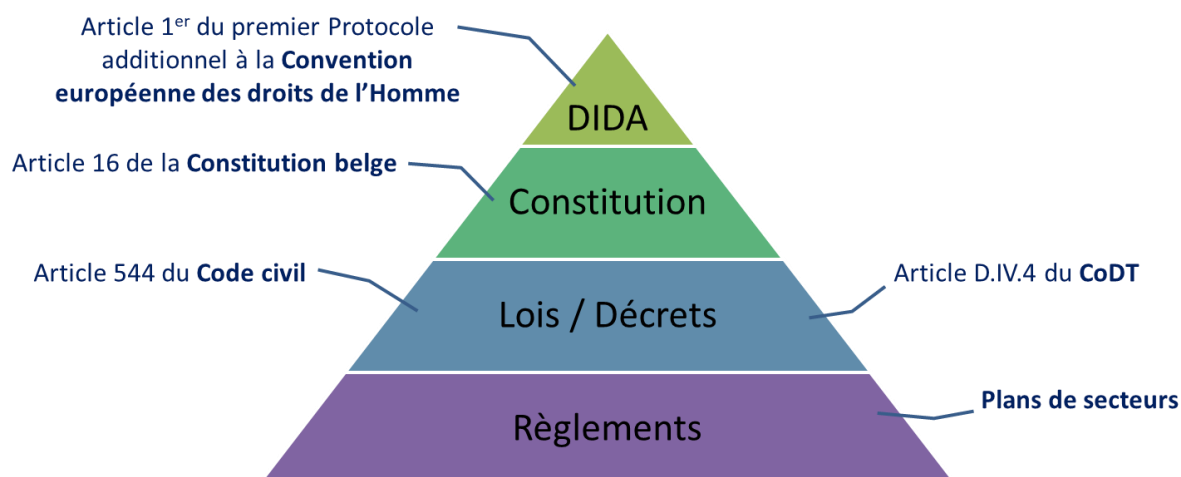 Article 1er du premier Protocole
additionnel à la Convention
européenne des droits de l’Homme
DIDA
Article 16 de la Constitution belge
Constitution
Article 544 du Code civil
Article D.IV.4 du CoDT
Lois / Décrets
Plans de secteurs
Règlements